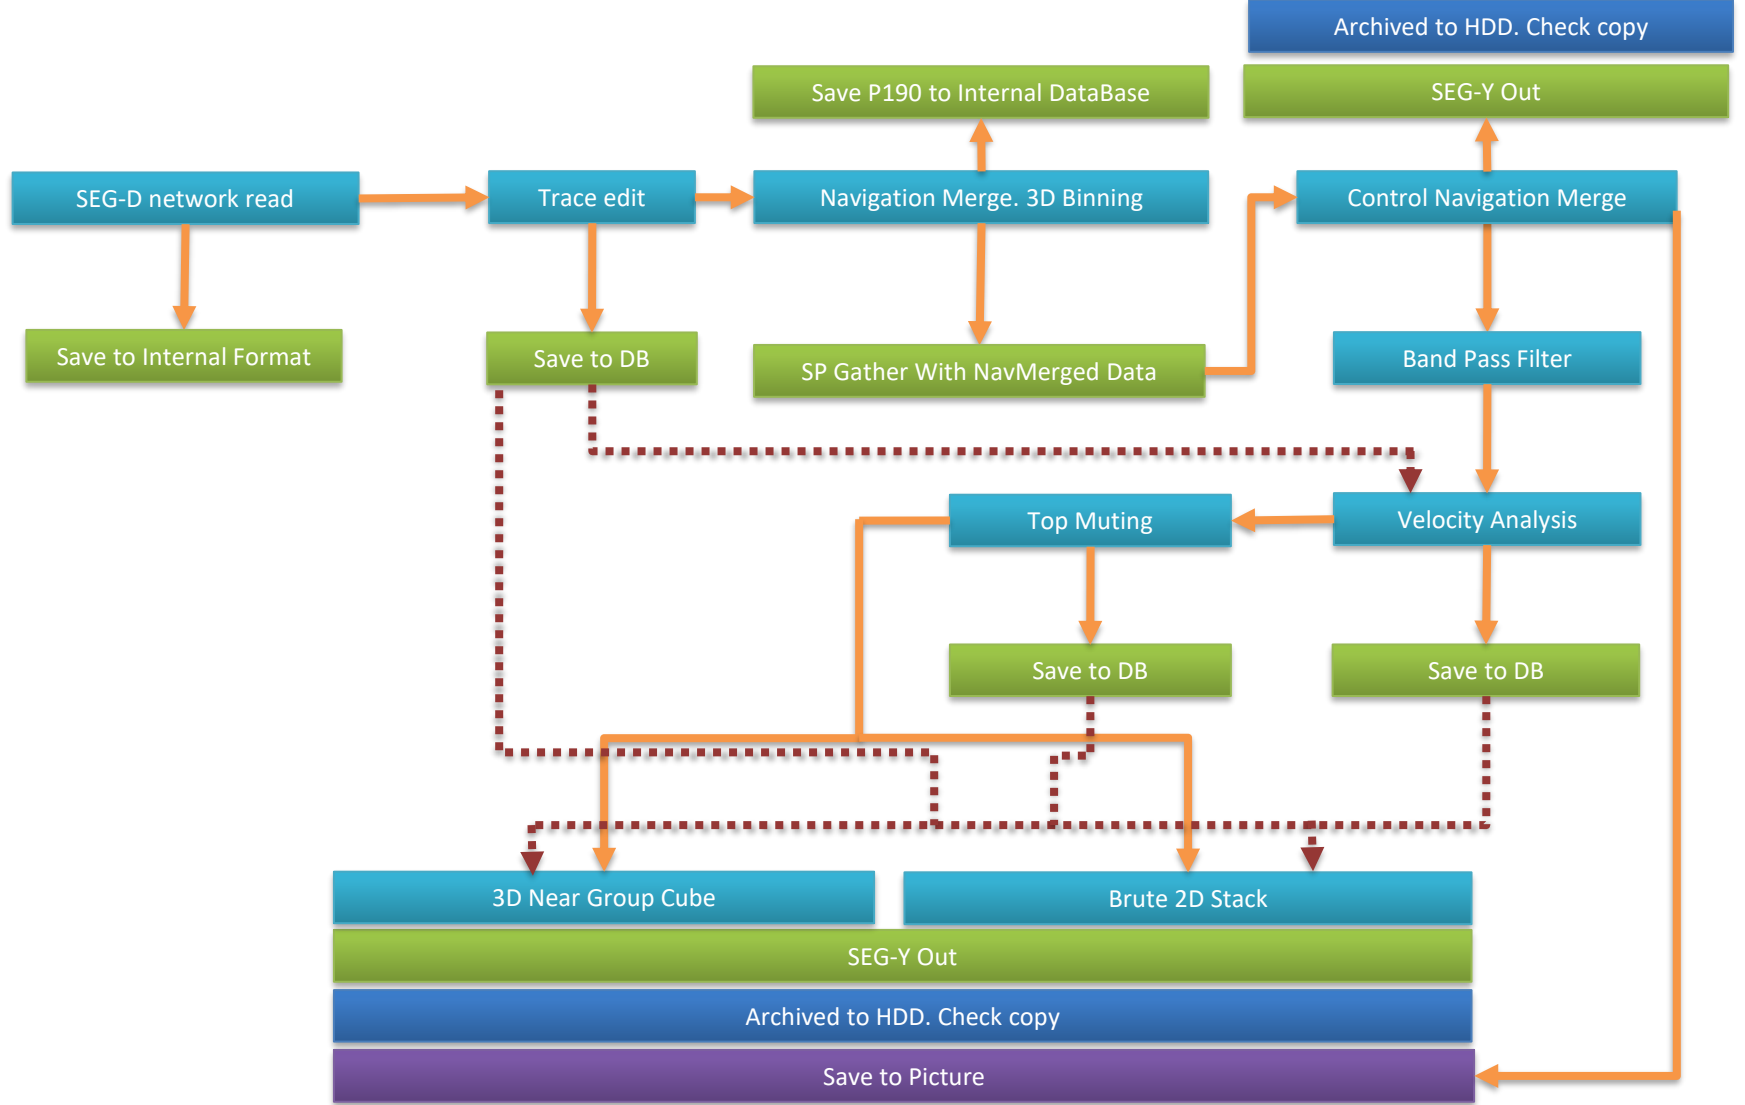 Archived to HDD. Check copy
Save P190 to Internal DataBase
SEG-Y Out
SEG-D network read
Trace edit
Navigation Merge. 3D Binning
Control Navigation Merge
Save to Internal Format
Save to DB
SP Gather With NavMerged Data
Band Pass Filter
Top Muting
Velocity Analysis
Save to DB
Save to DB
3D Near Group Cube
Brute 2D Stack
SEG-Y Out
Archived to HDD. Check copy
Save to Picture